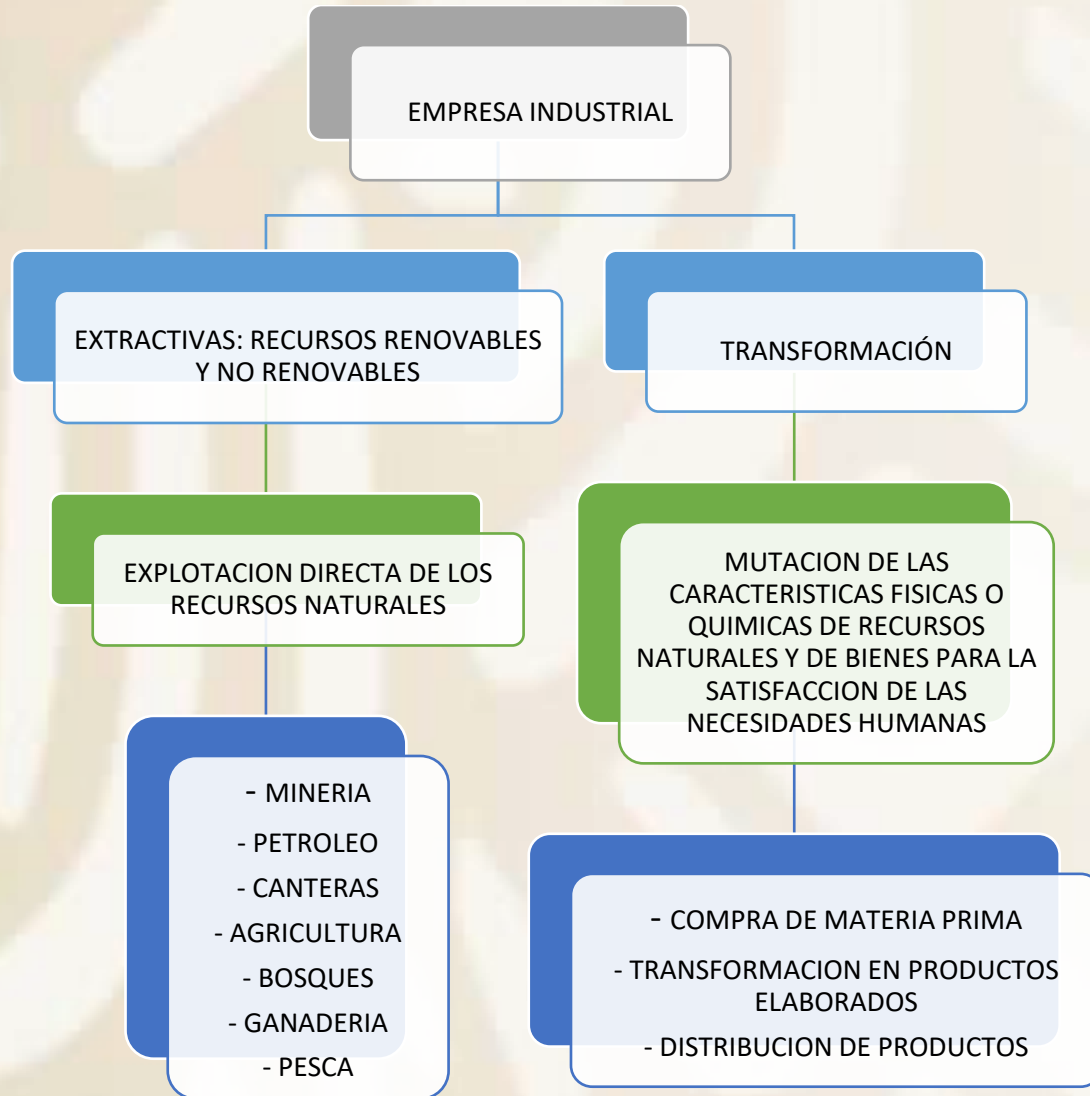 EMPRESA INDUSTRIAL
EXTRACTIVAS: RECURSOS RENOVABLES
Y NO RENOVABLES
EXPLOTACION DIRECTA DE LOS
RECURSOS NATURALES
- MINERIA
- PETROLEO
- CANTERAS
- AGRICULTURA
- BOSQUES
- GANADERIA
- PESCA
TRANSFORMACIÓN
MUTACION DE LAS
CARACTERISTICAS FISICAS O
QUIMICAS DE RECURSOS
NATURALES Y DE BIENES PARA LA
SATISFACCION DE LAS
NECESIDADES HUMANAS
- COMPRA DE MATERIA PRIMA
- TRANSFORMACION EN PRODUCTOS
ELABORADOS
- DISTRIBUCION DE PRODUCTOS